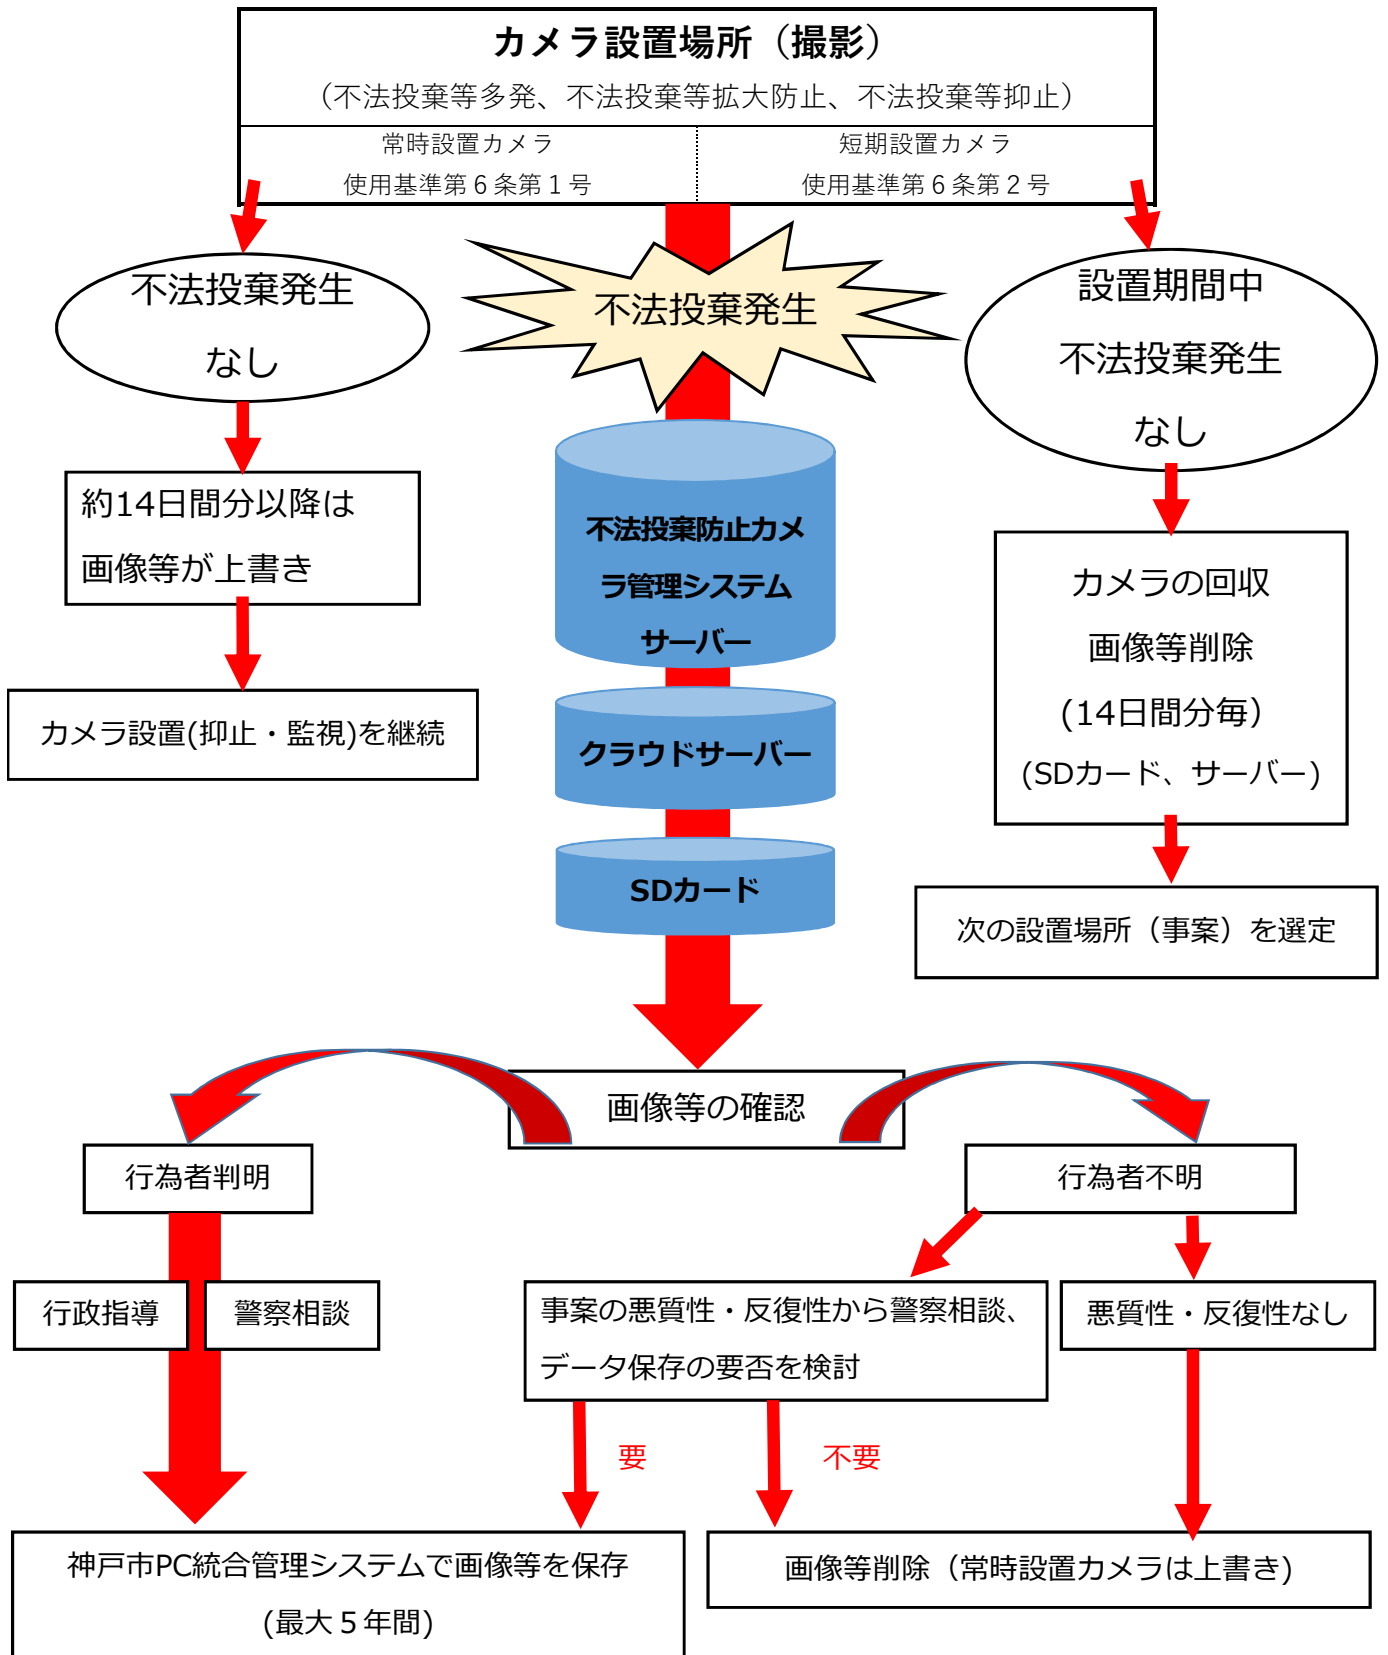 カメラ設置場所（撮影）
（不法投棄等多発、不法投棄等拡大防止、不法投棄等抑止）
常時設置カメラ
使用基準第６条第１号
短期設置カメラ
使用基準第６条第２号
不法投棄発生
なし
不法投棄発生
設置期間中
不法投棄発生
なし
約14日間分以降は
画像等が上書き
カメラ設置(抑止・監視)を継続
不法投棄防止カメ
ラ管理システム
サーバー
クラウドサーバー
SDカード
カメラの回収
画像等削除
(14日間分毎）
(SDカード、サーバー)
次の設置場所（事案）を選定
画像等の確認
行為者判明
行為者不明
行政指導
警察相談
事案の悪質性・反復性から警察相談、
データ保存の要否を検討
悪質性・反復性なし
要
不要
神戸市PC統合管理システムで画像等を保存
(最大５年間)
画像等削除（常時設置カメラは上書き)